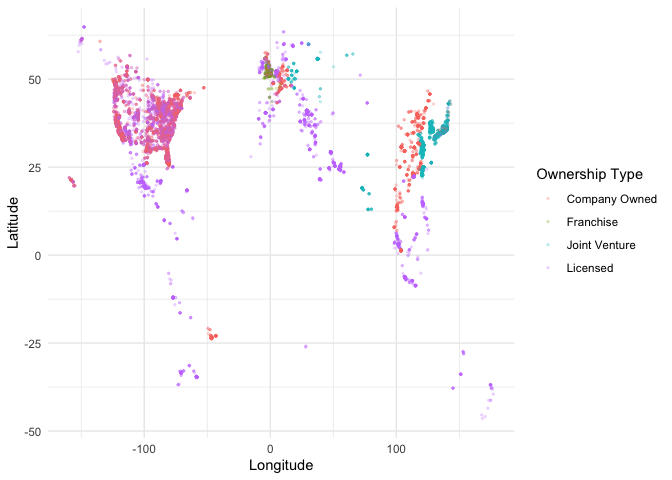 50
25
0
-25
-50
Latitude
-100
0
100
Longitude
Ownership Type
Company Owned
Franchise
Joint Venture
Licensed